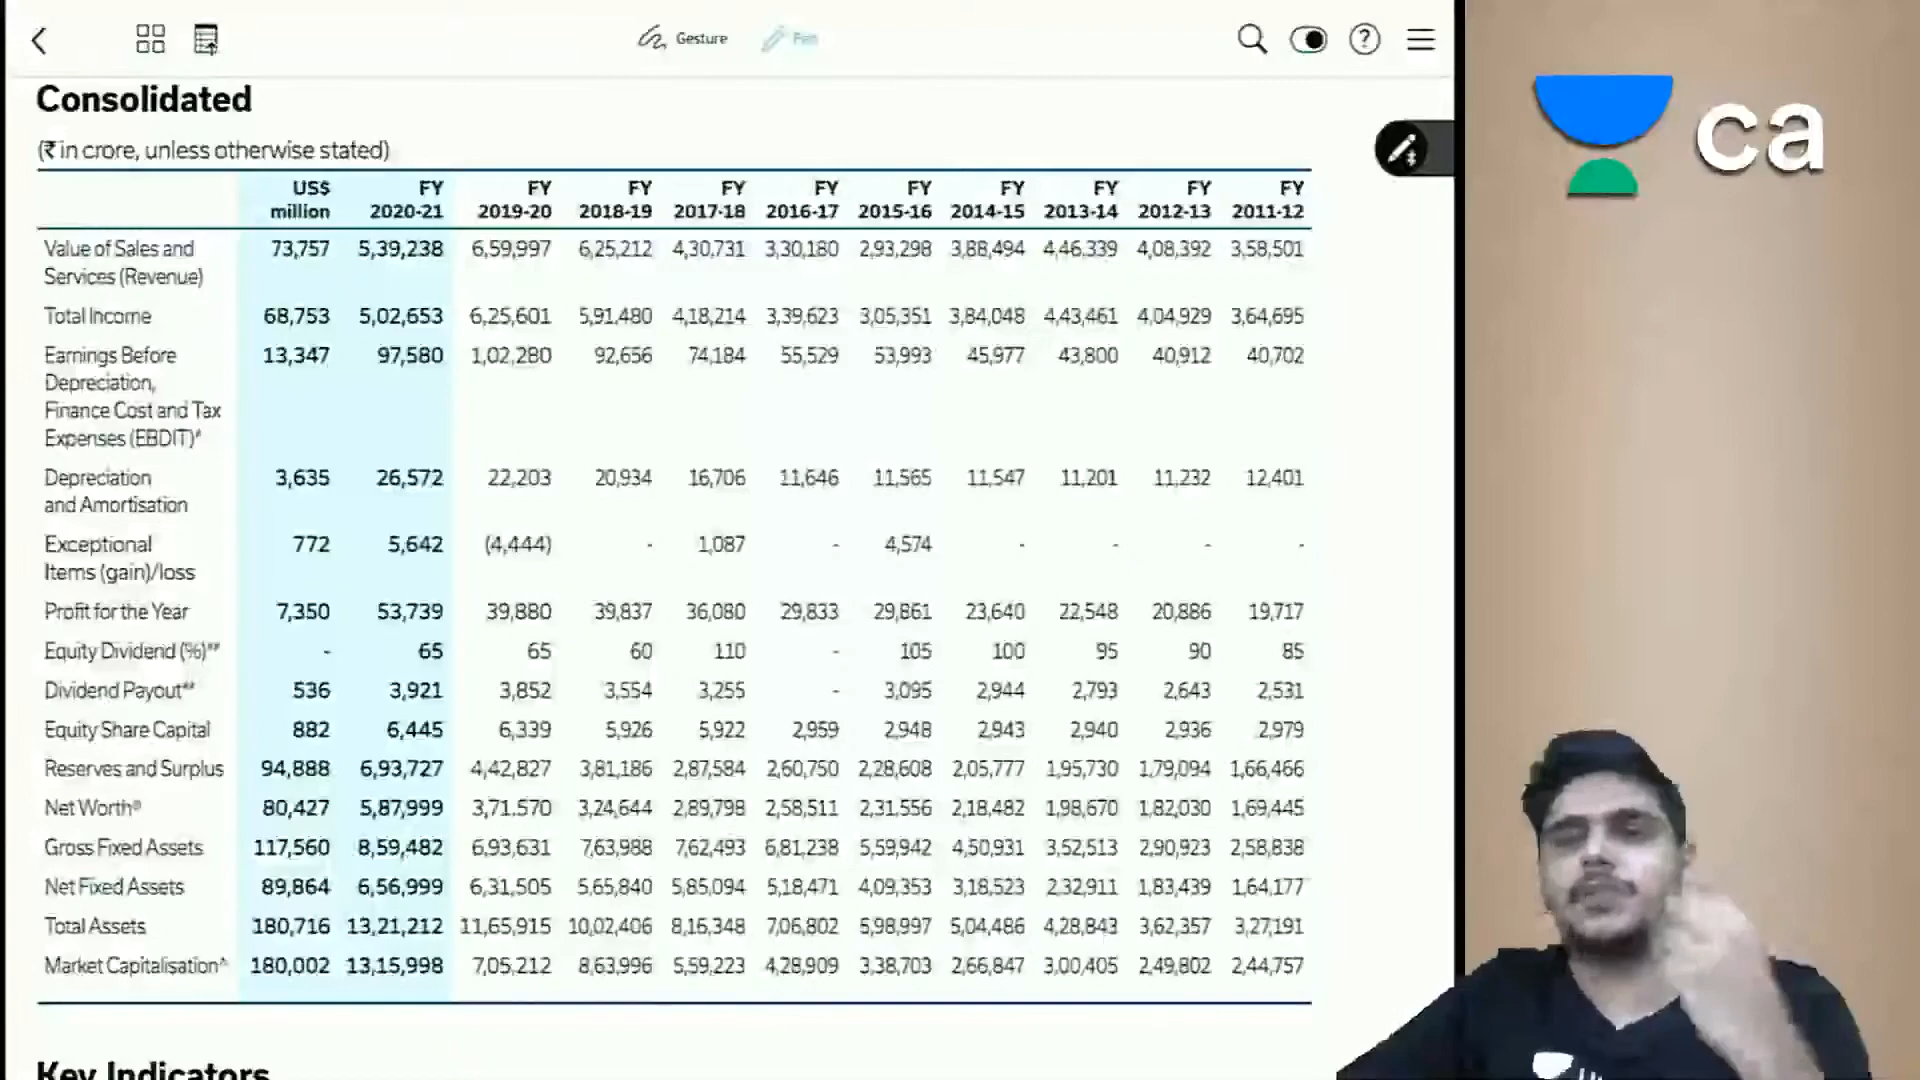 Gesture Pen
ca
Consolidated
(₹ in crore, unless otherwise stated)
US$ million FY 2020-21 FY 2019-20 FY 2018-19 FY 2017-18 FY 2016-17 FY 2015-16 FY 2014-15 FY 2013-14 FY 2012-13 FY 2011-12
Value of Sales and Services (Revenue) 73,757 5,39,238 6,59,997 6,25,212 4,30,731 3,30,180 2,93,298 3,88,494 4,46,339 4,08,392 3,58,501
Total Income 68,753 5,02,653 6,25,601 5,91,480 4,18,214 3,39,623 3,05,351 3,84,048 4,43,461 4,04,929 3,64,695
Earnings Before Depreciation, Finance Cost and Tax Expenses (EBDIT)# 13,347 97,580 1,02,280 92,656 74,184 55,529 53,993 45,977 43,800 40,912 40,702
Depreciation and Amortisation 3,635 26,572 22,203 20,934 16,706 11,646 11,565 11,547 11,201 11,232 12,401
Exceptional Items (gain)/loss 772 5,642 (4,444) - 1,087 - 4,574 - - - -
Profit for the Year 7,350 53,739 39,880 39,837 36,080 29,833 29,861 23,640 22,548 20,886 19,717
Equity Dividend (%)## - 65 65 60 110 - 105 100 95 90 85
Dividend Payout## 536 3,921 3,852 3,554 3,255 - 3,095 2,944 2,793 2,643 2,531
Equity Share Capital 882 6,445 6,339 5,926 5,922 2,959 2,948 2,943 2,940 2,936 2,979
Reserves and Surplus 94,888 6,93,727 4,42,827 3,81,186 2,87,584 2,60,750 2,28,608 2,05,777 1,95,730 1,79,094 1,66,466
Net Worth@ 80,427 5,87,999 3,71,570 3,24,644 2,89,798 2,58,511 2,31,556 2,18,482 1,98,670 1,82,030 1,69,445
Gross Fixed Assets 117,560 8,59,482 6,93,631 7,63,988 7,62,493 6,81,238 5,59,942 4,50,931 3,52,513 2,90,923 2,58,838
Net Fixed Assets 89,864 6,56,999 6,31,505 5,65,840 5,85,094 5,18,471 4,09,353 3,18,523 2,32,911 1,83,439 1,64,177
Total Assets 180,716 13,21,212 11,65,915 10,02,406 8,16,348 7,06,802 5,98,997 5,04,486 4,28,843 3,62,357 3,27,191
Market Capitalisation^ 180,002 13,15,998 7,05,212 8,63,996 5,59,223 4,28,909 3,38,703 2,66,847 3,00,405 2,49,802 2,44,757
Key Indicators